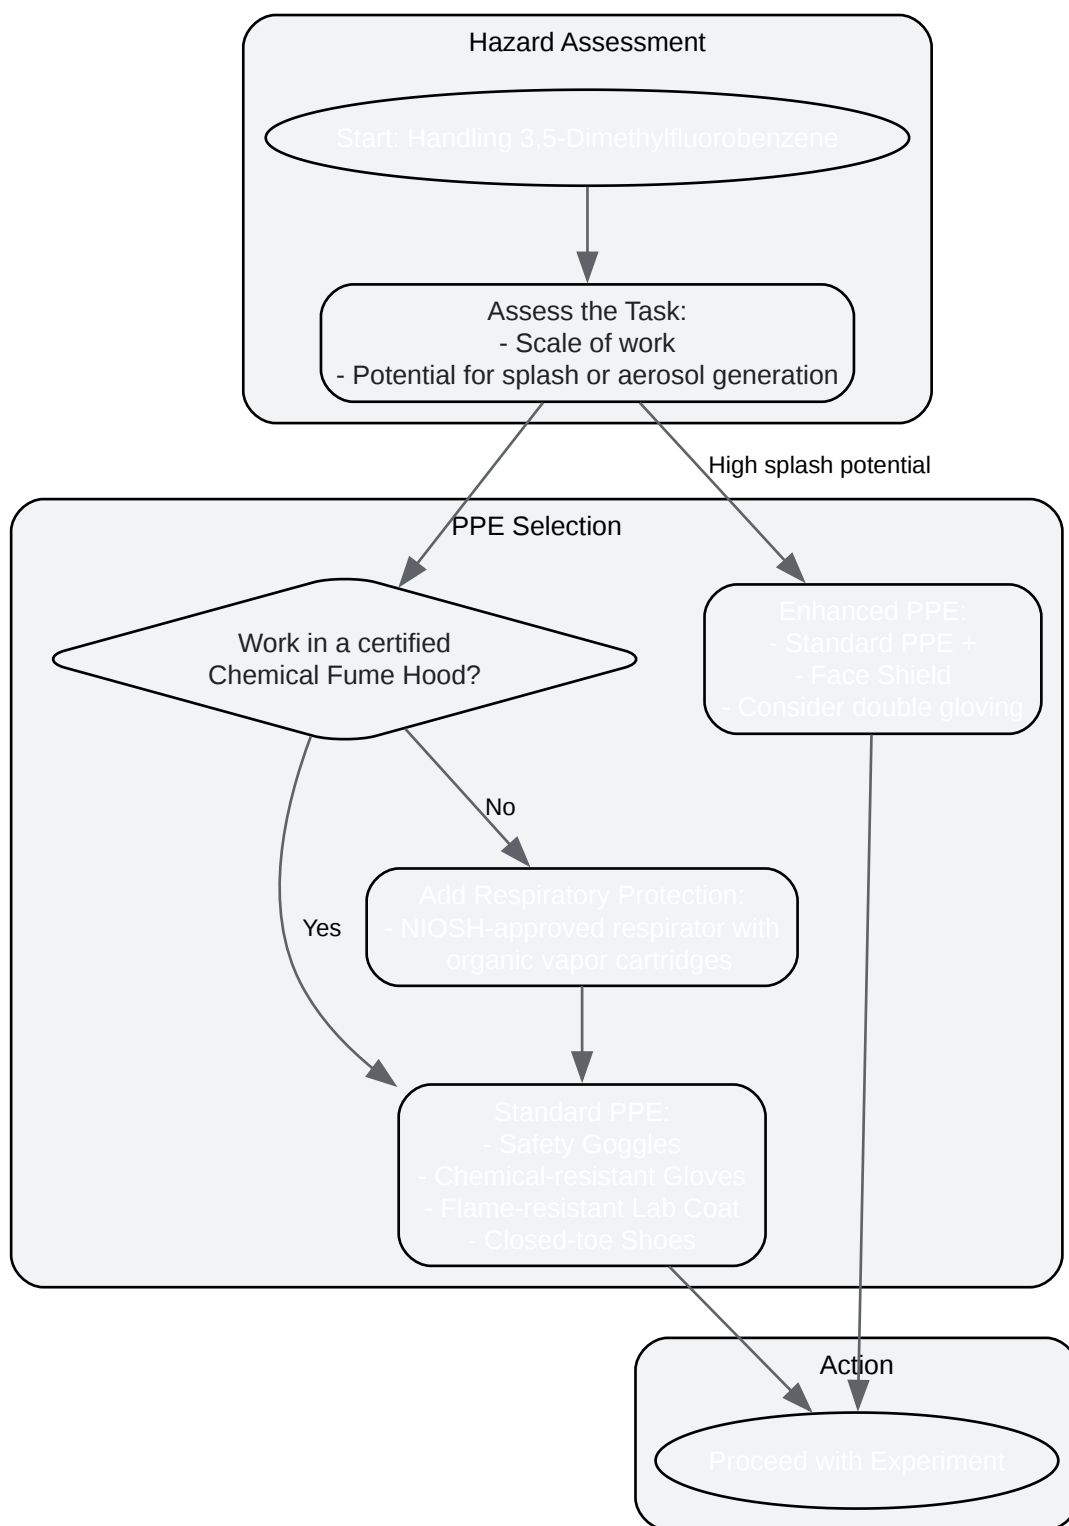 Hazard Assessment
Start: Handling 3,5-Dimethylfluorobenzene
Assess the Task:
- Scale of work
- Potential for splash or aerosol generation
High splash potential
PPE Selection
Work in a certified
Chemical Fume Hood?
Enhanced PPE:
- Standard PPE +
- Face Shield
- Consider double gloving
No
Add Respiratory Protection:
- NIOSH-approved respirator with
organic vapor cartridges
Yes
Standard PPE:
- Safety Goggles
- Chemical-resistant Gloves
- Flame-resistant Lab Coat
- Closed-toe Shoes
Action
Proceed with Experiment